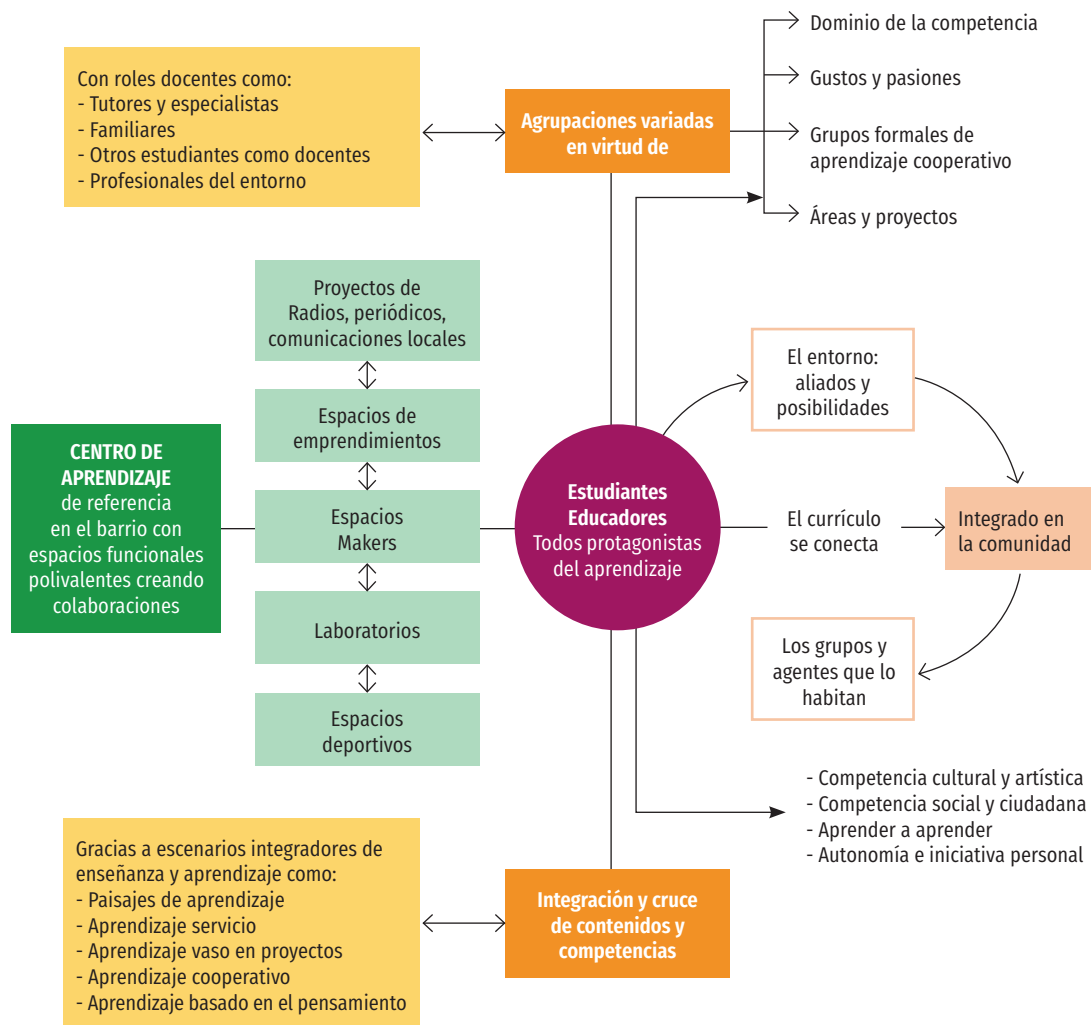 Con roles docentes como:
- Tutores y especialistas
- Familiares
- Otros estudiantes como docentes
- Profesionales del entorno
Agrupaciones variadas
en virtud de
Dominio de la competencia
Gustos y pasiones
Grupos formales de
aprendizaje cooperativo
Áreas y proyectos
Proyectos de
Radios, periódicos,
comunicaciones locales
Espacios de
emprendimientos
Espacios
Makers
Laboratorios
Espacios
deportivos
CENTRO DE
APRENDIZAJE
de referencia
en el barrio con
espacios funcionales
polivalentes creando
colaboraciones
Estudiantes
Educadores
Todos protagonistas
del aprendizaje
El entorno:
aliados y
posibilidades
El currículo
se conecta
Integrado en
la comunidad
Los grupos y
agentes que lo
habitan
- Competencia cultural y artística
- Competencia social y ciudadana
- Aprender a aprender
- Autonomía e iniciativa personal
Gracias a escenarios integradores de
enseñanza y aprendizaje como:
- Paisajes de aprendizaje
- Aprendizaje servicio
- Aprendizaje vaso en proyectos
- Aprendizaje cooperativo
- Aprendizaje basado en el pensamiento
Integración y cruce
de contenidos y
competencias